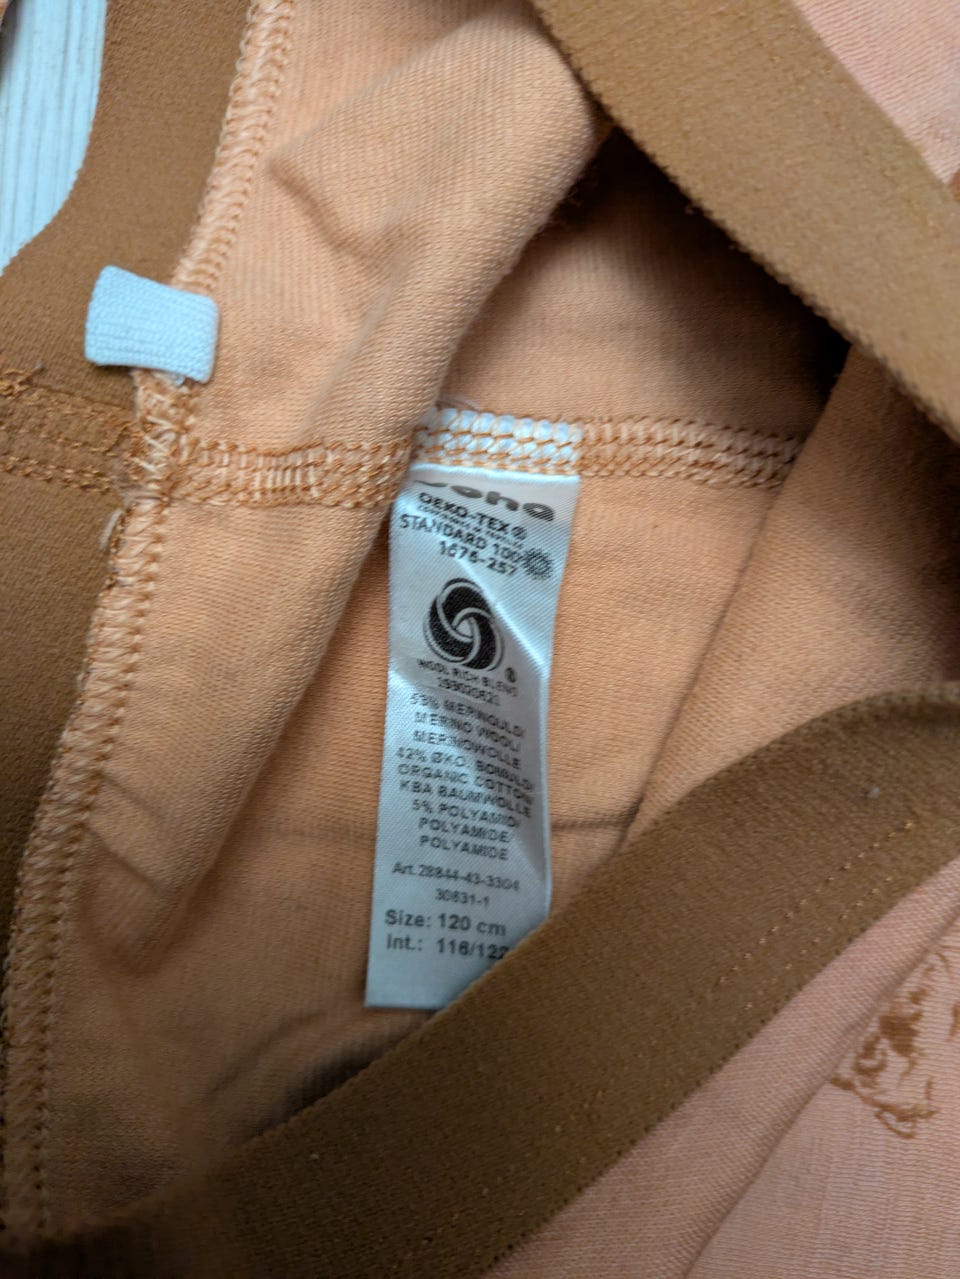 OEKO-TEX®
STANDARD 100
1676-257
®
WOOL RICH BLEND
53% MERINOULD/
MERINO WOOL/
MERINOWOLLE
42% ØKO. BOMULD/
ORGANIC COTTON/
KBA BAUMWOLLE
5% POLYAMID/
POLYAMIDE/
POLYAMIDE
Art.28844-43-3304
30831-1
Size: 120 cm
Int.: 116/122